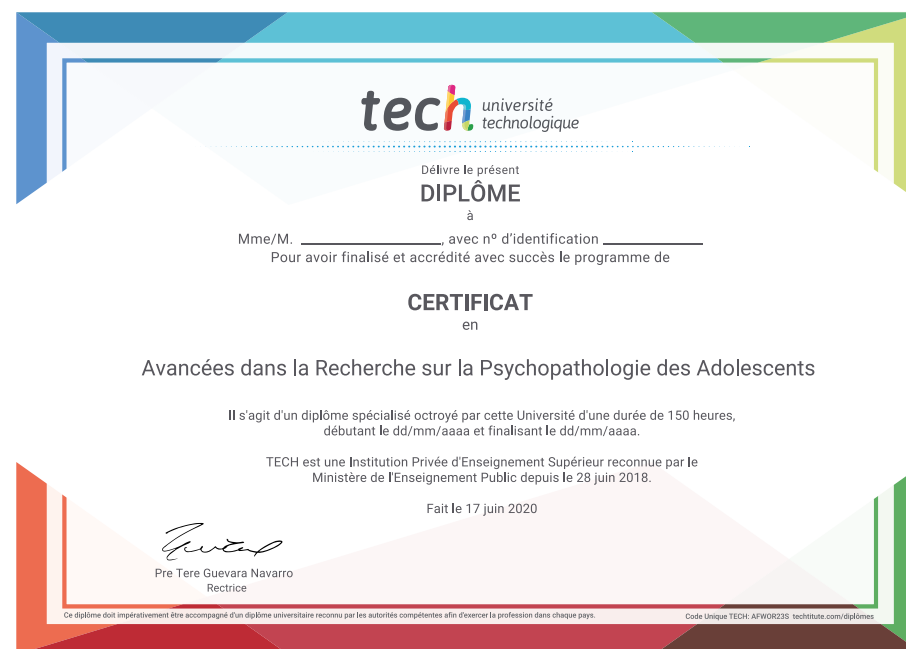 tech université
technologique
Délivre le présent
DIPLÔME
à
Mme/M. ____________________, avec nº d'identification ______________
Pour avoir finalisé et accrédité avec succès le programme de
CERTIFICAT
en
Avancées dans la Recherche sur la Psychopathologie des Adolescents
Il s'agit d'un diplôme spécialisé octroyé par cette Université d'une durée de 150 heures,
débutant le dd/mm/aaaa et finalisant le dd/mm/aaaa.
TECH est une Institution Privée d'Enseignement Supérieur reconnue par le
Ministère de l'Enseignement Public depuis le 28 juin 2018.
Fait le 17 juin 2020
Pre Tere Guevara Navarro
Rectrice
Ce diplôme doit impérativement être accompagné d'un diplôme universitaire reconnu par les autorités compétentes afin d'exercer la profession dans chaque pays.
Code Unique TECH: AFWOR23S techtitute.com/diplômes